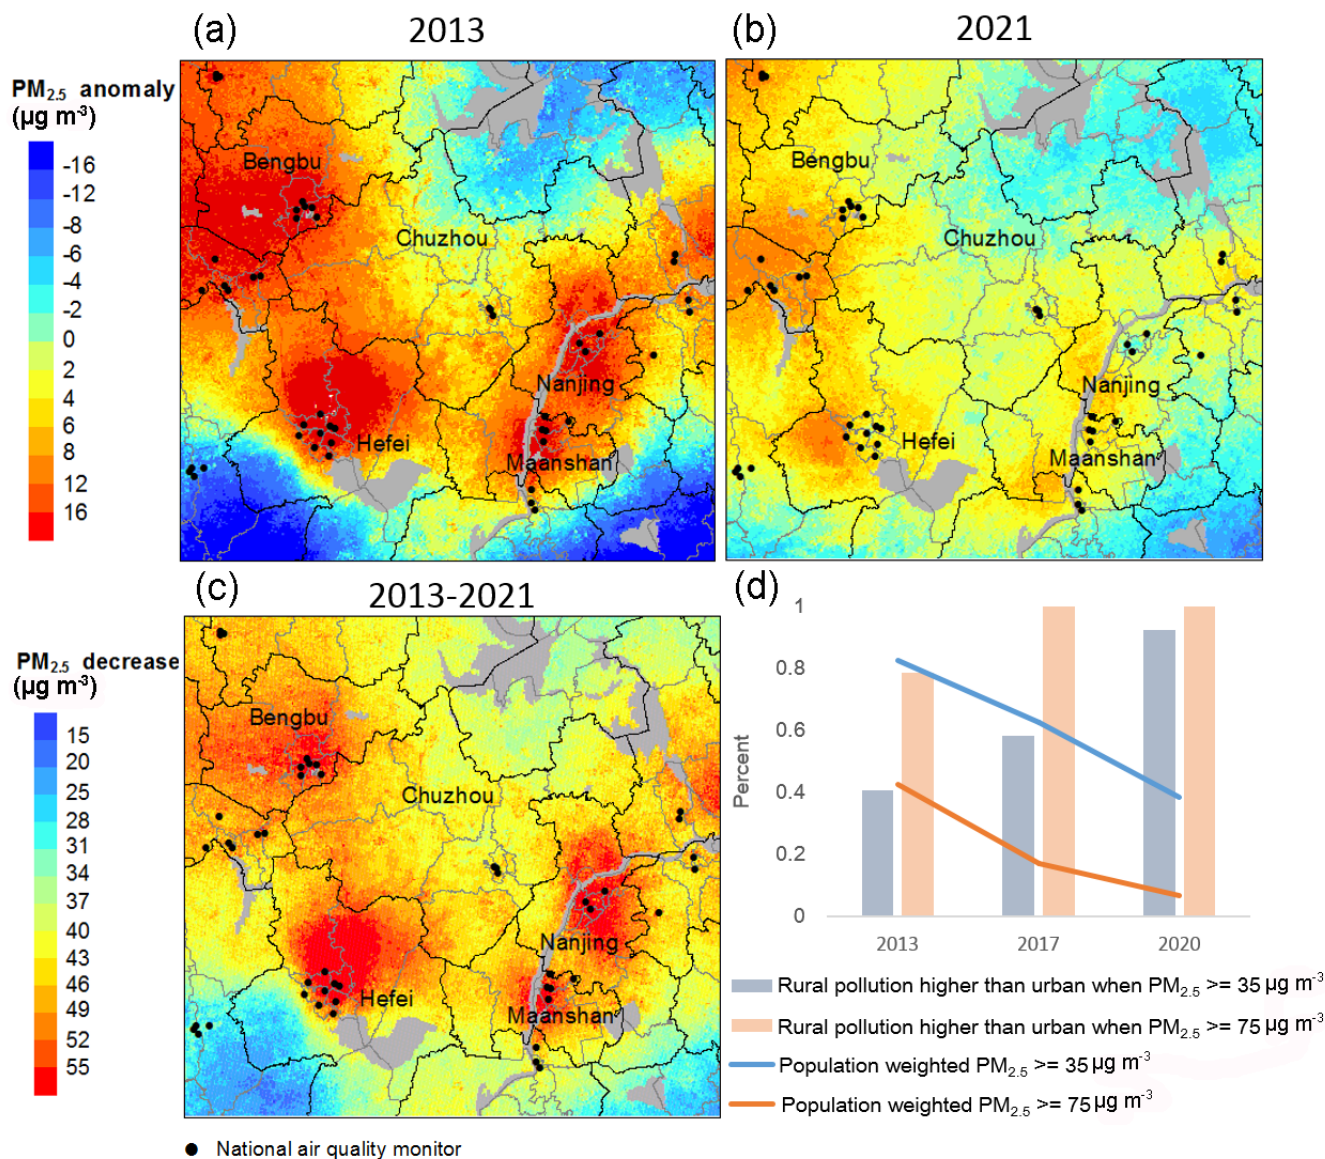 (a) 2013
(b) 2021
PM2.5 anomaly
(µg m-3)
-16
-12
-8
-6
-4
-2
0
2
4
6
8
12
16
Bengbu
Chuzhou
Nanjing
Hefei
Maanshan
Bengbu
Chuzhou
Nanjing
Hefei
Maanshan
(c) 2013-2021
PM2.5 decrease
(µg m-3)
15
20
25
28
31
34
37
40
43
46
49
52
55
Bengbu
Chuzhou
Nanjing
Hefei
Maanshan
National air quality monitor
(d)
Percent
1
0.8
0.6
0.4
0.2
0
2013 2017 2020
Rural pollution higher than urban when PM2.5 >= 35 µg m-3
Rural pollution higher than urban when PM2.5 >= 75 µg m-3
Population weighted PM2.5 >= 35 µg m-3
Population weighted PM2.5 >= 75 µg m-3